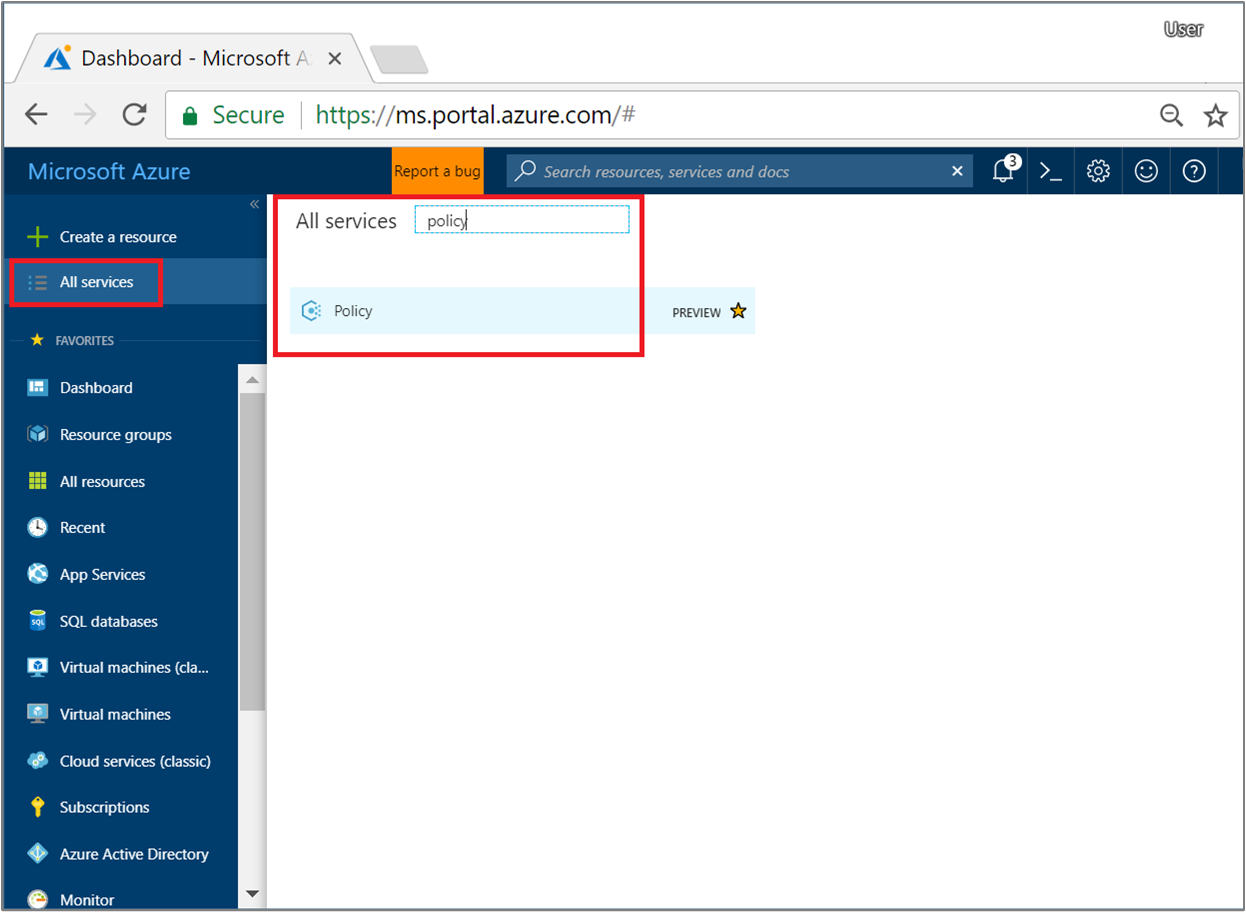 User
Dashboard - Microsoft A
Secure https://ms.portal.azure.com/#
Microsoft Azure
Report a bug
Search resources, services and docs
3
Create a resource
All services
FAVORITES
Dashboard
Resource groups
All resources
Recent
App Services
SQL databases
Virtual machines (cla...
Virtual machines
Cloud services (classic)
Subscriptions
Azure Active Directory
Monitor
All services policy
Policy PREVIEW